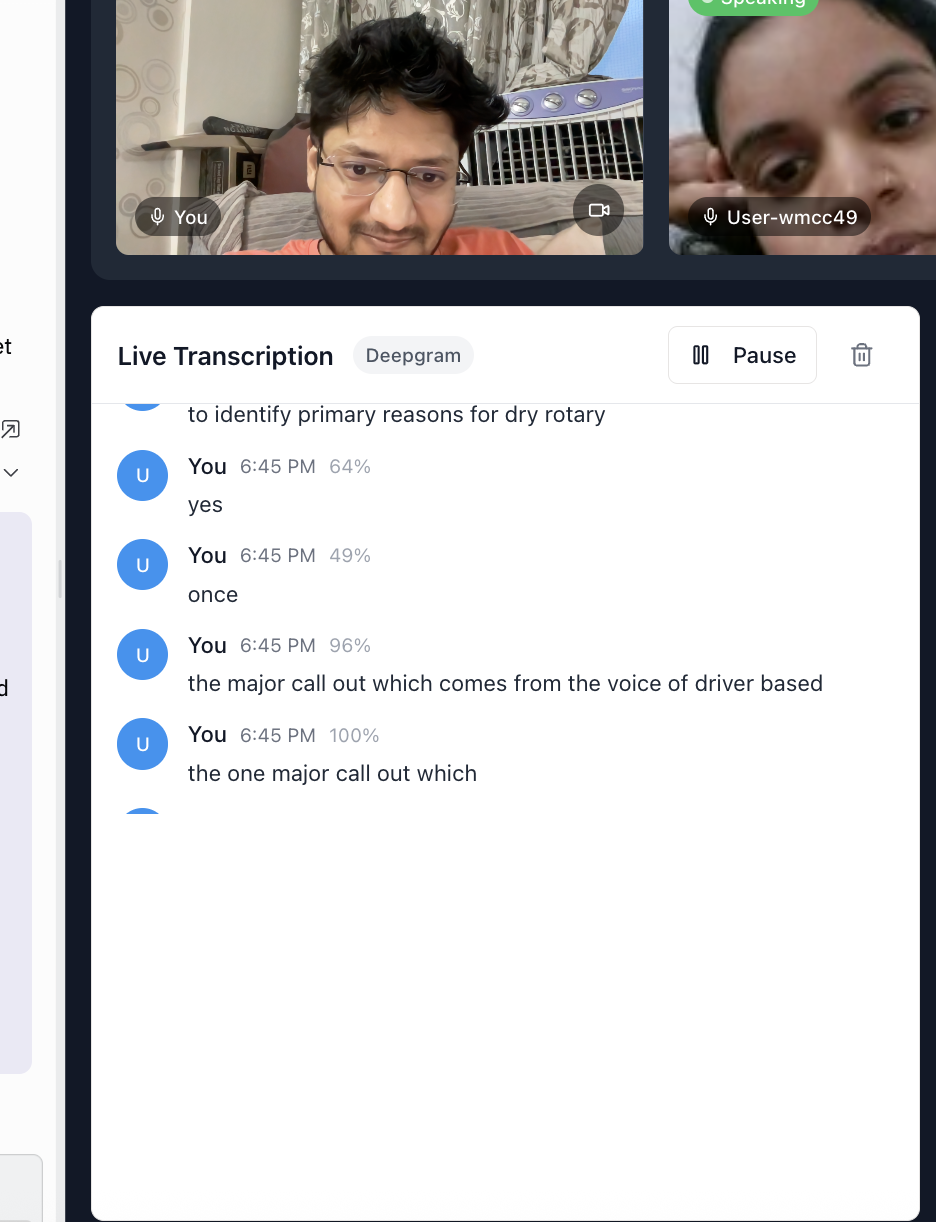 Speaking
You
User-wmcc49
et
Live Transcription
Deepgram
Pause
to identify primary reasons for dry rotary
U
You 6:45 PM 64%
yes
U
You 6:45 PM 49%
once
U
You 6:45 PM 96%
the major call out which comes from the voice of driver based
d
U
You 6:45 PM 100%
the one major call out which